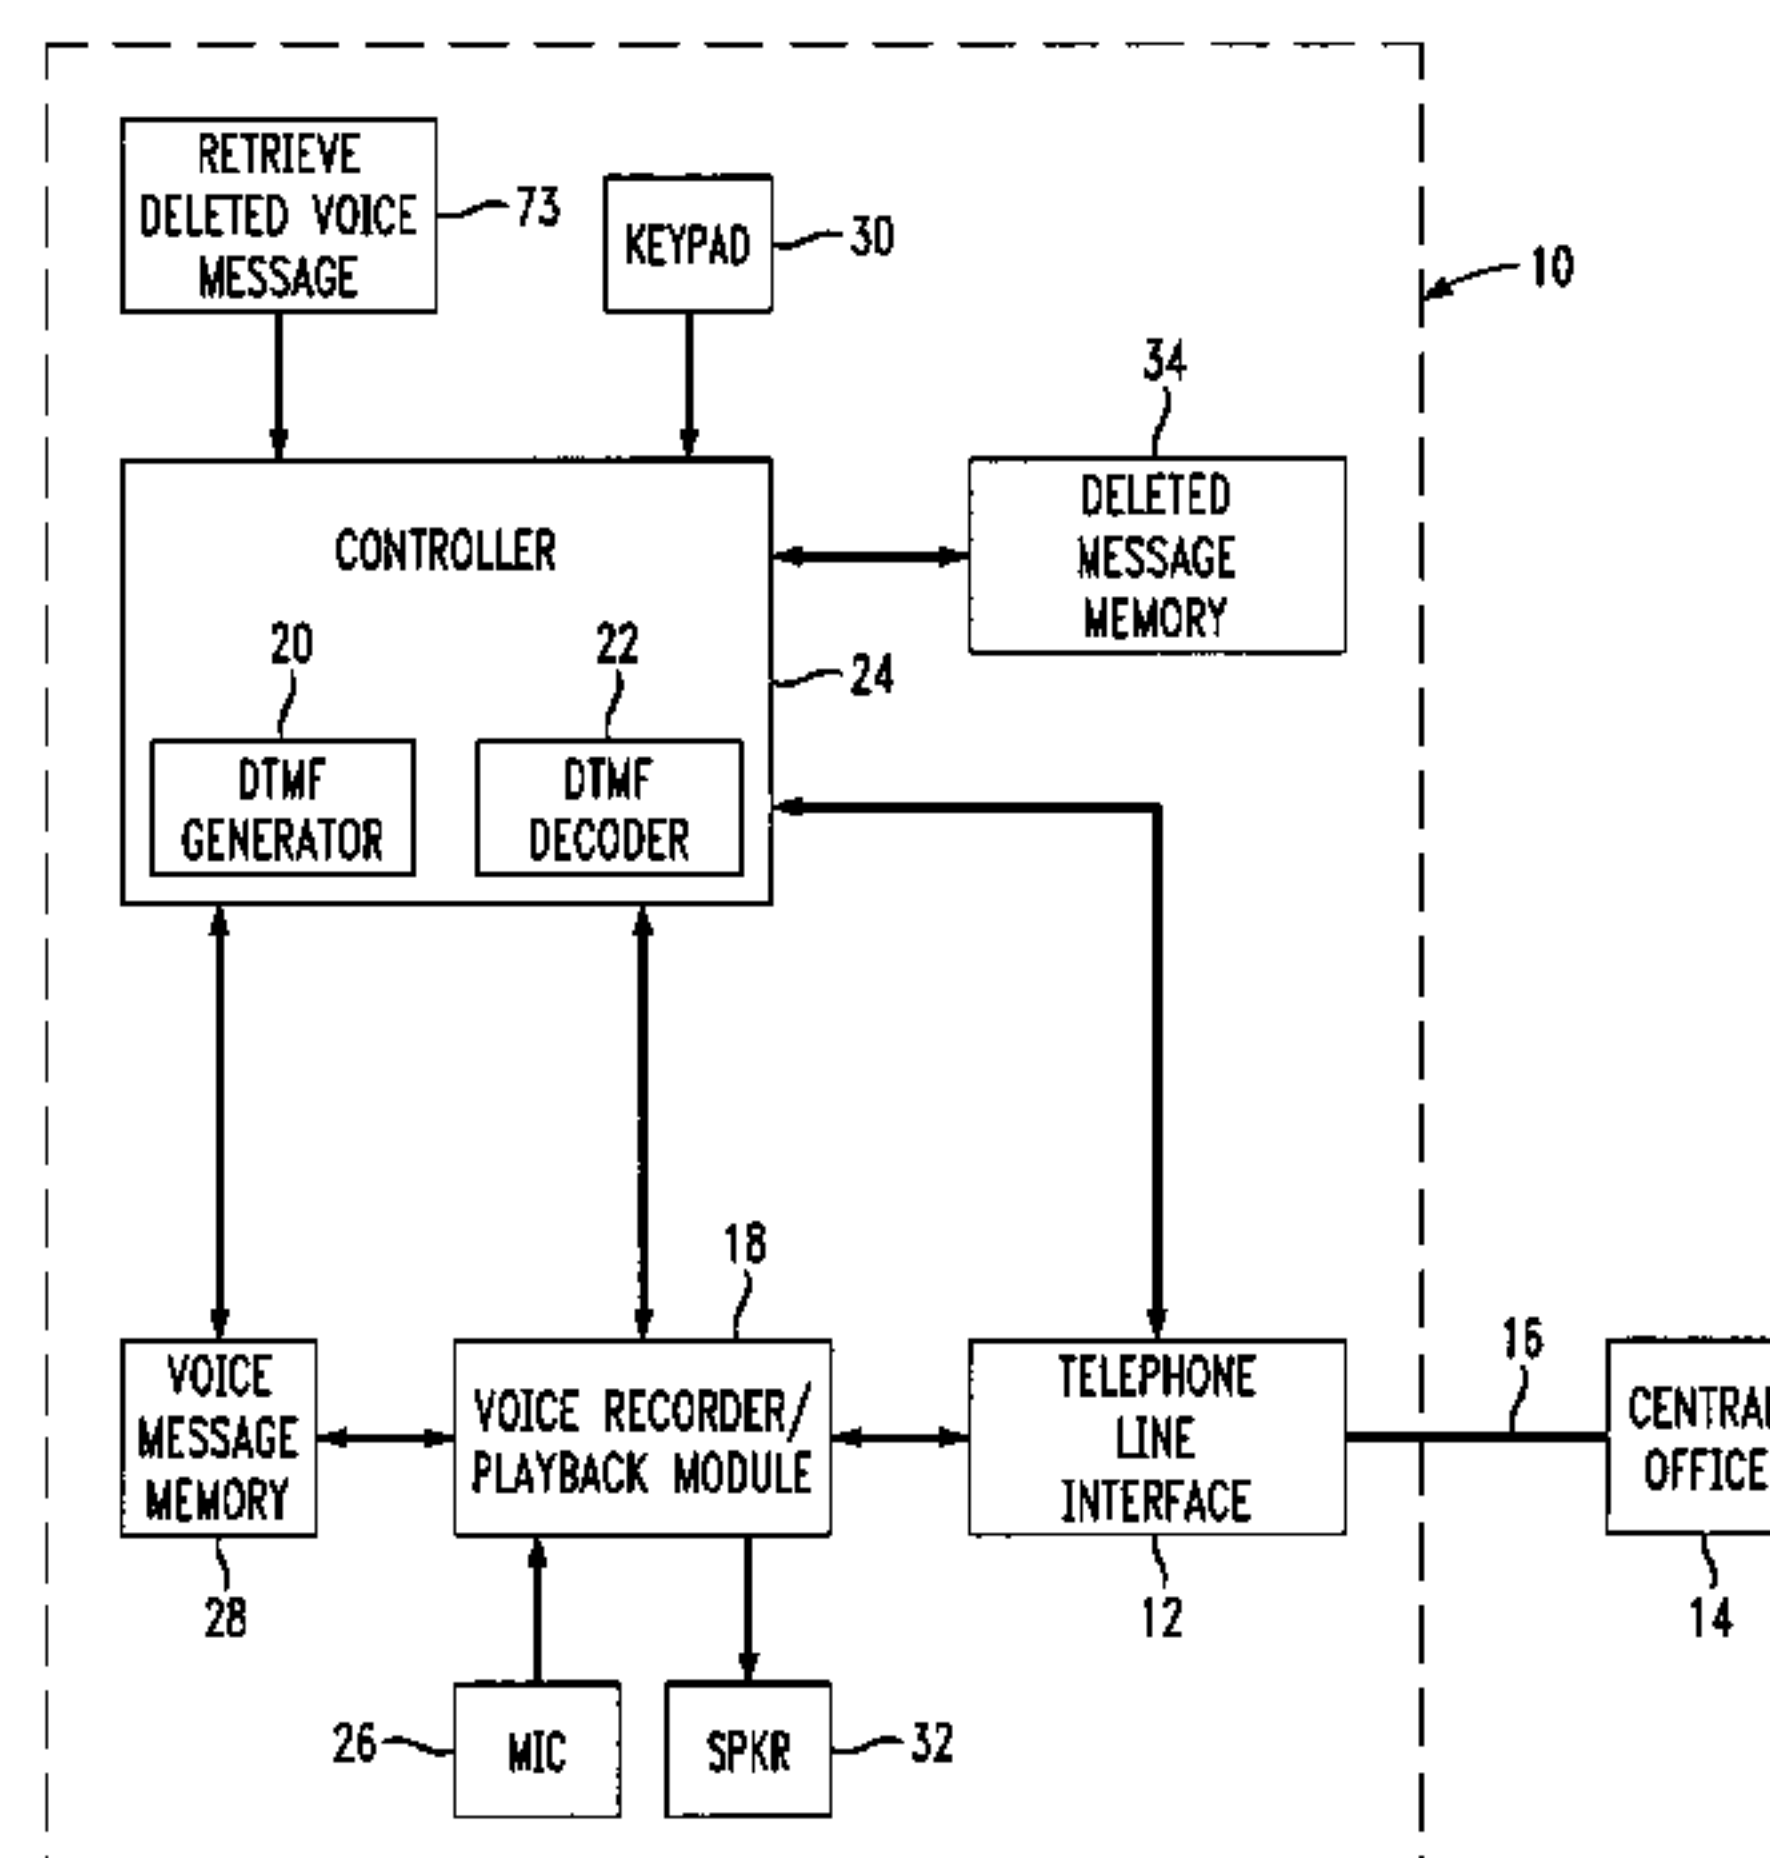 RETRIEVE
DELETED VOICE
MESSAGE
73
KEYPAD
30
10
34
DELETED
MESSAGE
MEMORY
CONTROLLER
20
22
24
DTMF
GENERATOR
DTMF
DECODER
18
16
VOICE
MESSAGE
MEMORY
VOICE RECORDER/
PLAYBACK MODULE
TELEPHONE
LINE
INTERFACE
CENTRAL
OFFICE
28
12
14
26
MIC
SPKR
32